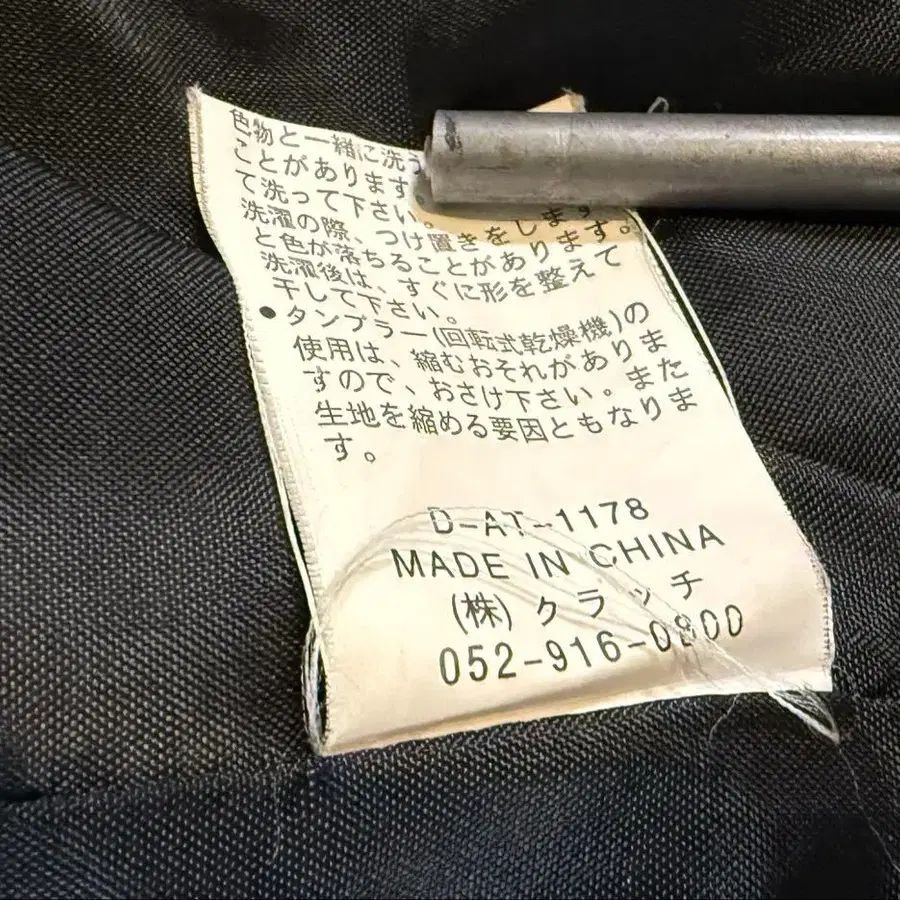 色物と一緒に洗う
ことがあります。
て洗って下さい。
洗濯の際、つけ置きをします
と色が落ちることがあります。
洗濯後は、すぐに形を整えて
干して下さい。
●タンブラー(回転式乾燥機)の
使用は、縮むおそれがありま
すので、おさけ下さい。また
生地を縮める要因ともなりま
す。
D-AT-1178
MADE IN CHINA
(株)クラッチ
052-916-0800